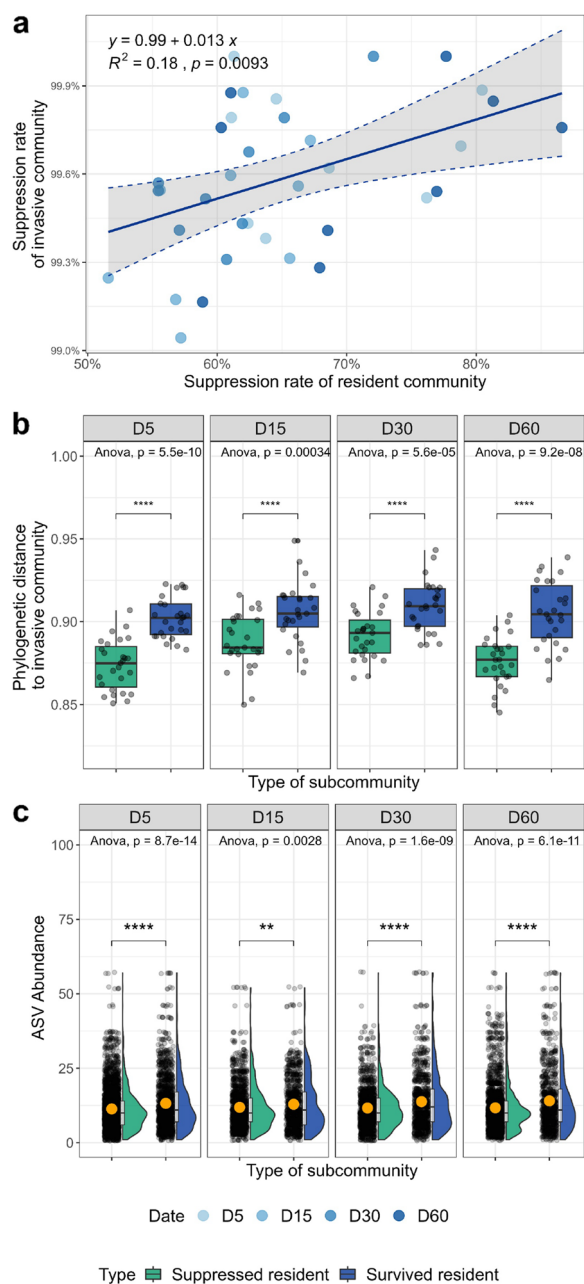 a
y = 0.99 + 0.013 x
R² = 0.18 , p = 0.0093
Suppression rate
of invasive community
99.9%
99.6%
99.3%
99.0%
50%
60%
70%
80%
Suppression rate of resident community
b
D5
D15
D30
D60
Anova, p = 5.5e-10
Anova, p = 0.00034
Anova, p = 5.6e-05
Anova, p = 9.2e-08
****
****
****
****
Phylogenetic distance
to invasive community
1.00
0.95
0.90
0.85
Type of subcommunity
c
D5
D15
D30
D60
Anova, p = 8.7e-14
Anova, p = 0.0028
Anova, p = 1.6e-09
Anova, p = 6.1e-11
****
**
****
****
ASV Abundance
100
75
50
25
0
Type of subcommunity
Date D5 D15 D30 D60
Type Suppressed resident Survived resident